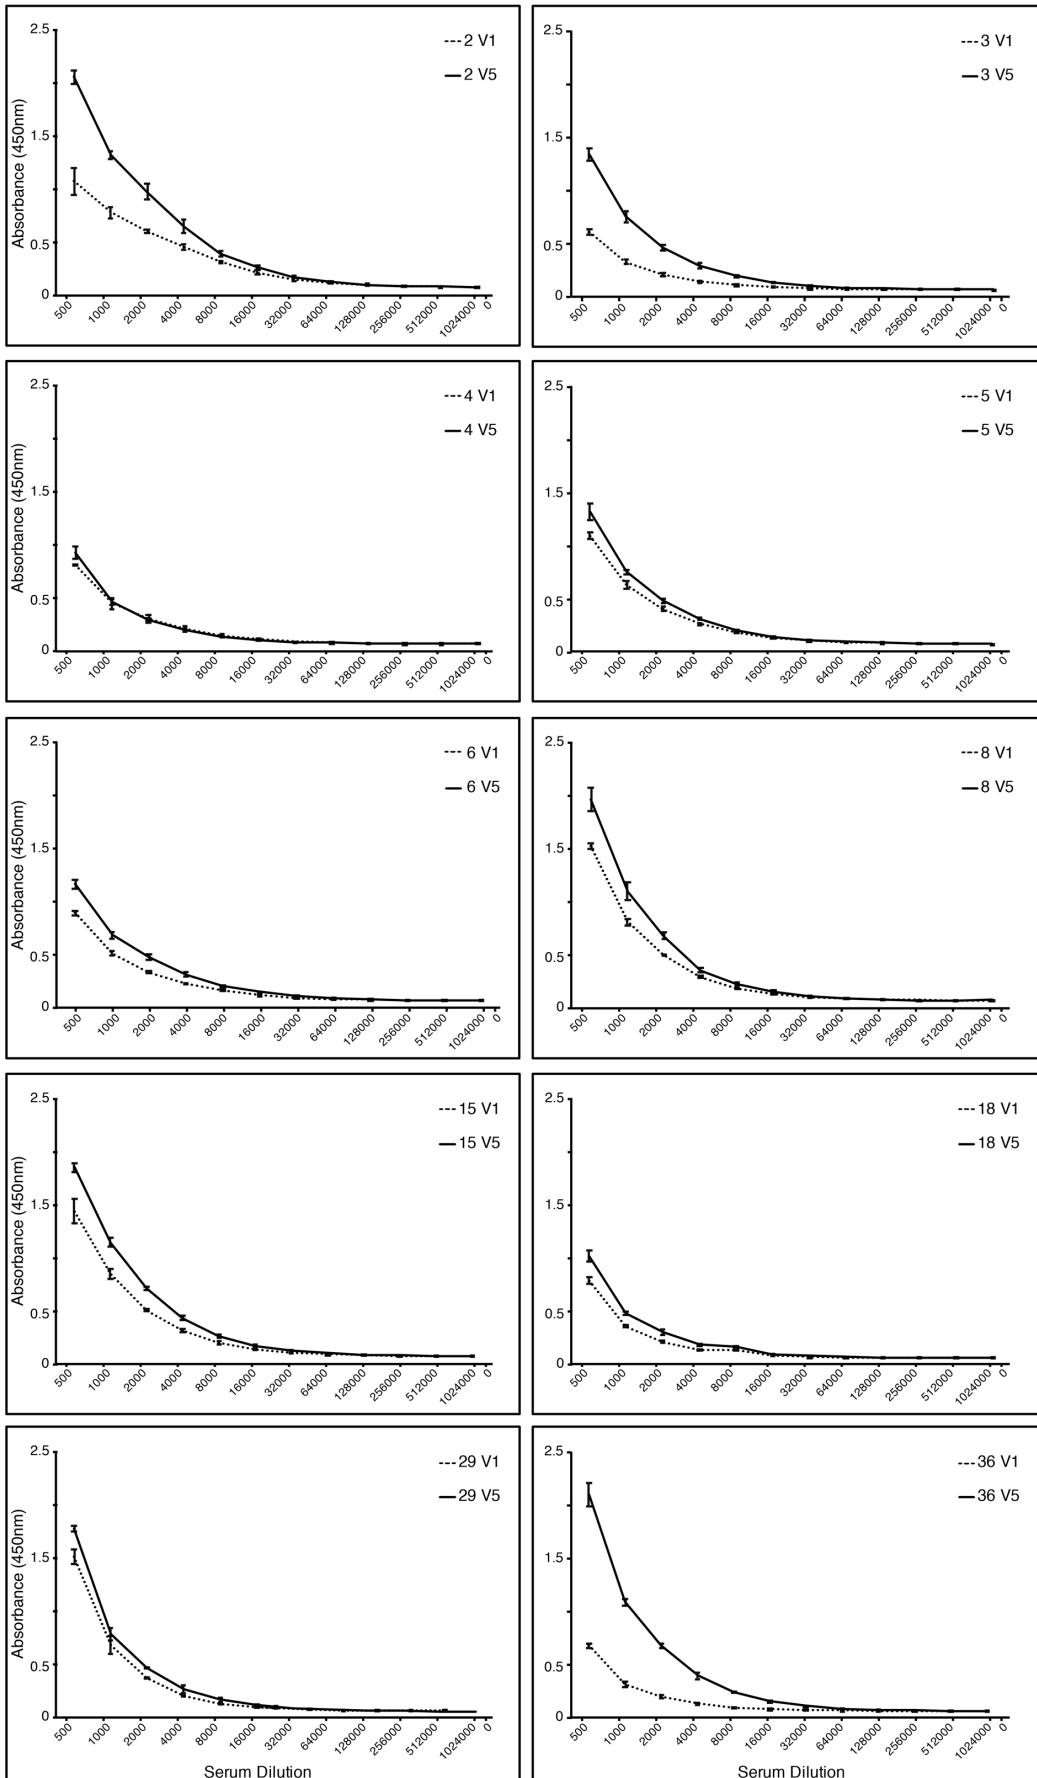 2.5
1.5
0.5
0
Absorbance (450nm)
2 V1
2 V5
500 1000 2000 4000 8000 16000 32000 64000 128000 256000 512000 1024000 0
2.5
1.5
0.5
0
3 V1
3 V5
500 1000 2000 4000 8000 16000 32000 64000 128000 256000 512000 1024000 0
2.5
1.5
0.5
0
Absorbance (450nm)
4 V1
4 V5
500 1000 2000 4000 8000 16000 32000 64000 128000 256000 512000 1024000 0
2.5
1.5
0.5
0
5 V1
5 V5
500 1000 2000 4000 8000 16000 32000 64000 128000 256000 512000 1024000 0
2.5
1.5
0.5
0
Absorbance (450nm)
6 V1
6 V5
500 1000 2000 4000 8000 16000 32000 64000 128000 256000 512000 1024000 0
2.5
1.5
0.5
0
8 V1
8 V5
500 1000 2000 4000 8000 16000 32000 64000 128000 256000 512000 1024000 0
2.5
1.5
0.5
0
Absorbance (450nm)
15 V1
15 V5
500 1000 2000 4000 8000 16000 32000 64000 128000 256000 512000 1024000 0
2.5
1.5
0.5
0
18 V1
18 V5
500 1000 2000 4000 8000 16000 32000 64000 128000 256000 512000 1024000 0
2.5
1.5
0.5
0
Absorbance (450nm)
29 V1
29 V5
500 1000 2000 4000 8000 16000 32000 64000 128000 256000 512000 1024000 0
Serum Dilution
2.5
1.5
0.5
0
36 V1
36 V5
500 1000 2000 4000 8000 16000 32000 64000 128000 256000 512000 1024000 0
Serum Dilution